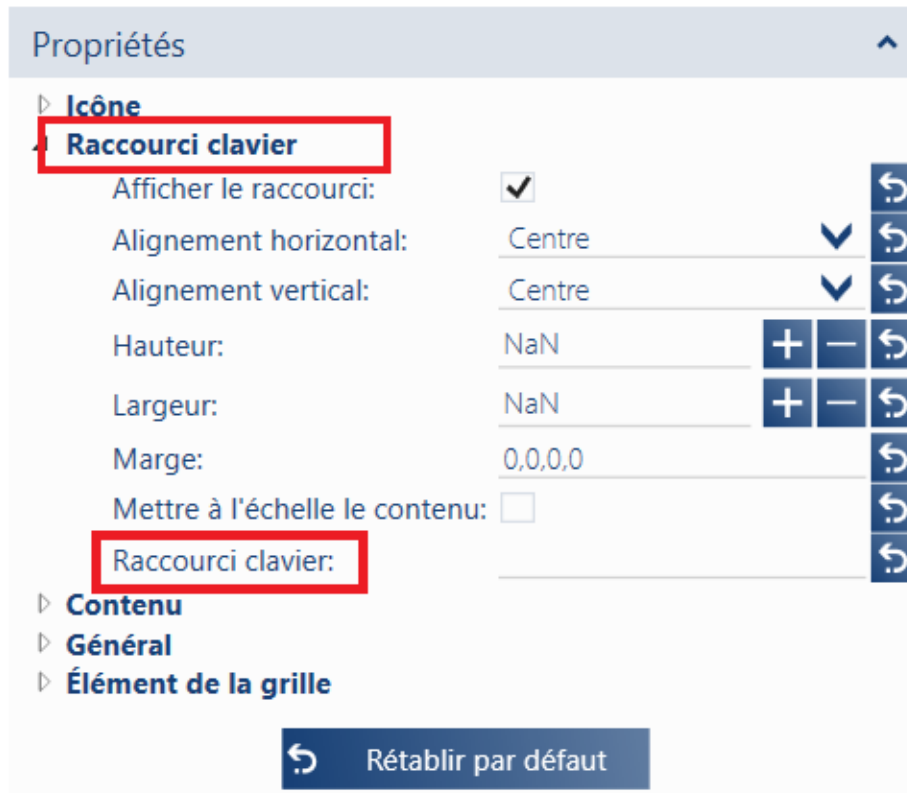 Propriétés
Icône
Raccourci clavier
Afficher le raccourci:
Alignement horizontal: Centre
Alignement vertical: Centre
Hauteur: NaN
Largeur: NaN
Marge: 0,0,0,0
Mettre à l'échelle le contenu:
Raccourci clavier:
Contenu
Général
Élément de la grille
Rétablir par défaut